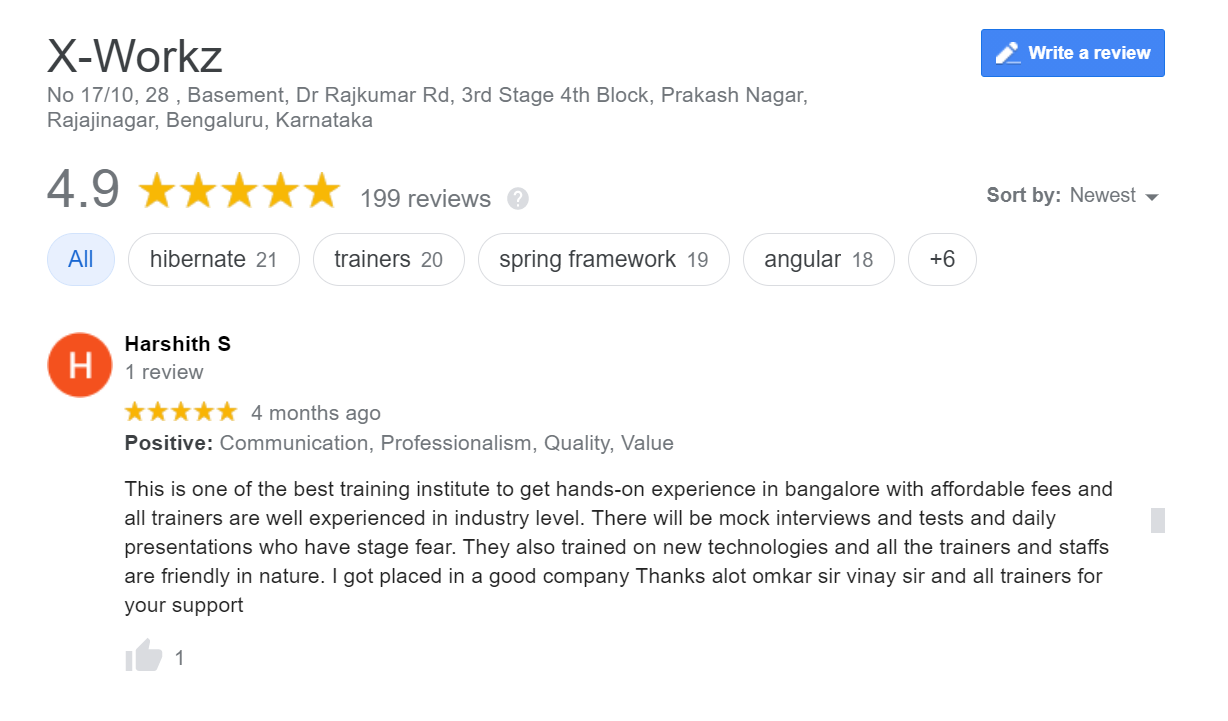 X-Workz
Write a review
No 17/10, 28 , Basement, Dr Rajkumar Rd, 3rd Stage 4th Block, Prakash Nagar,
Rajajinagar, Bengaluru, Karnataka
4.9 199 reviews ?
Sort by: Newest
All hibernate 21 trainers 20 spring framework 19 angular 18 +6
H
Harshith S
1 review
4 months ago
Positive: Communication, Professionalism, Quality, Value
This is one of the best training institute to get hands-on experience in bangalore with affordable fees and
all trainers are well experienced in industry level. There will be mock interviews and tests and daily
presentations who have stage fear. They also trained on new technologies and all the trainers and staffs
are friendly in nature. I got placed in a good company Thanks alot omkar sir vinay sir and all trainers for
your support
1